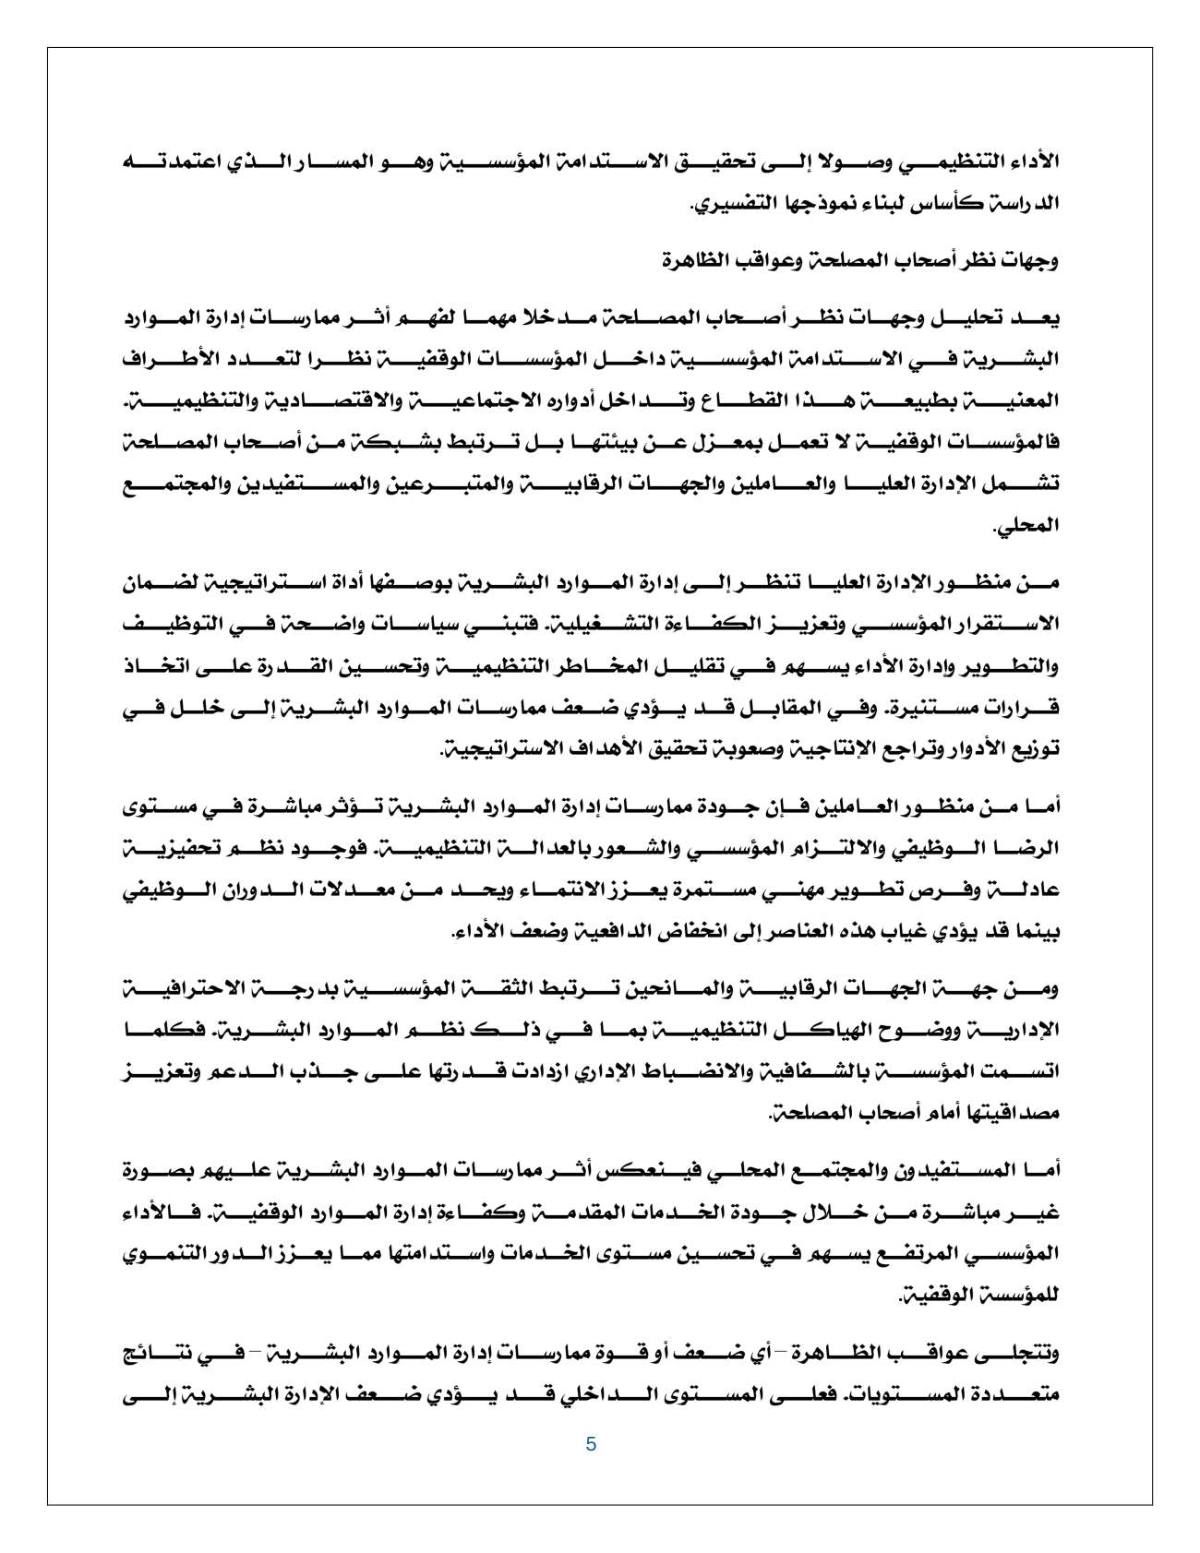 الأداء التنظيمي وصولا إلى تحقيق الاستدامة المؤسسية وهو المسار الذي اعتمدته
الدراسة كأساس لبناء نموذجها التفسيري.
وجهات نظر أصحاب المصلحة وعواقب الظاهرة
يعد تحليل وجهات نظر أصحاب المصلحة مدخلا مهما لفهم أثر ممارسات إدارة الموارد
البشرية في الاستدامة المؤسسية داخل المؤسسات الوقفية نظرا لتعدد الأطراف
المعنية بطبيعة هذا القطاع وتداخل أدواره الاجتماعية والاقتصادية والتنظيمية.
فالمؤسسات الوقفية لا تعمل بمعزل عن بيئتها بل ترتبط بشبكة من أصحاب المصلحة
تشمل الإدارة العليا والعاملين والجهات الرقابية والمتبرعين والمستفيدين والمجتمع
المحلي.
من منظور الإدارة العليا تنظر إلى إدارة الموارد البشرية بوصفها أداة استراتيجية لضمان
الاستقرار المؤسسي وتعزيز الكفاءة التشغيلية. فتبني سياسات واضحة في التوظيف
والتطوير وإدارة الأداء يسهم في تقليل المخاطر التنظيمية وتحسين القدرة على اتخاذ
قرارات مستنيرة. وفي المقابل قد يؤدي ضعف ممارسات الموارد البشرية إلى خلل في
توزيع الأدوار وتراجع الإنتاجية وصعوبة تحقيق الأهداف الاستراتيجية.
أما من منظور العاملين فإن جودة ممارسات إدارة الموارد البشرية تؤثر مباشرة في مستوى
الرضا الوظيفي والالتزام المؤسسي والشعور بالعدالة التنظيمية. فوجود نظم تحفيزية
عادلة وفرص تطوير مهني مستمرة يعزز الانتماء ويحد من معدلات الدوران الوظيفي
بينما قد يؤدي غياب هذه العناصر إلى انخفاض الدافعية وضعف الأداء.
ومن جهة الجهات الرقابية والمانحين ترتبط الثقة المؤسسية بدرجة الاحترافية
الإدارية ووضوح الهياكل التنظيمية بما في ذلك نظم الموارد البشرية. فكلما
اتسمت المؤسسة بالشفافية والانضباط الإداري ازدادت قدرتها على جذب الدعم وتعزيز
مصداقيتها أمام أصحاب المصلحة.
أما المستفيدون والمجتمع المحلي فينعكس أثر ممارسات الموارد البشرية عليهم بصورة
غير مباشرة من خلال جودة الخدمات المقدمة وكفاءة إدارة الموارد الوقفية. فالأداء
المؤسسي المرتفع يسهم في تحسين مستوى الخدمات واستدامتها مما يعزز الدور التنموي
للمؤسسة الوقفية.
وتتجلى عواقب الظاهرة – أي ضعف أو قوة ممارسات إدارة الموارد البشرية – في نتائج
متعددة المستويات. فعلى المستوى الداخلي قد يؤدي ضعف الإدارة البشرية إلى
5